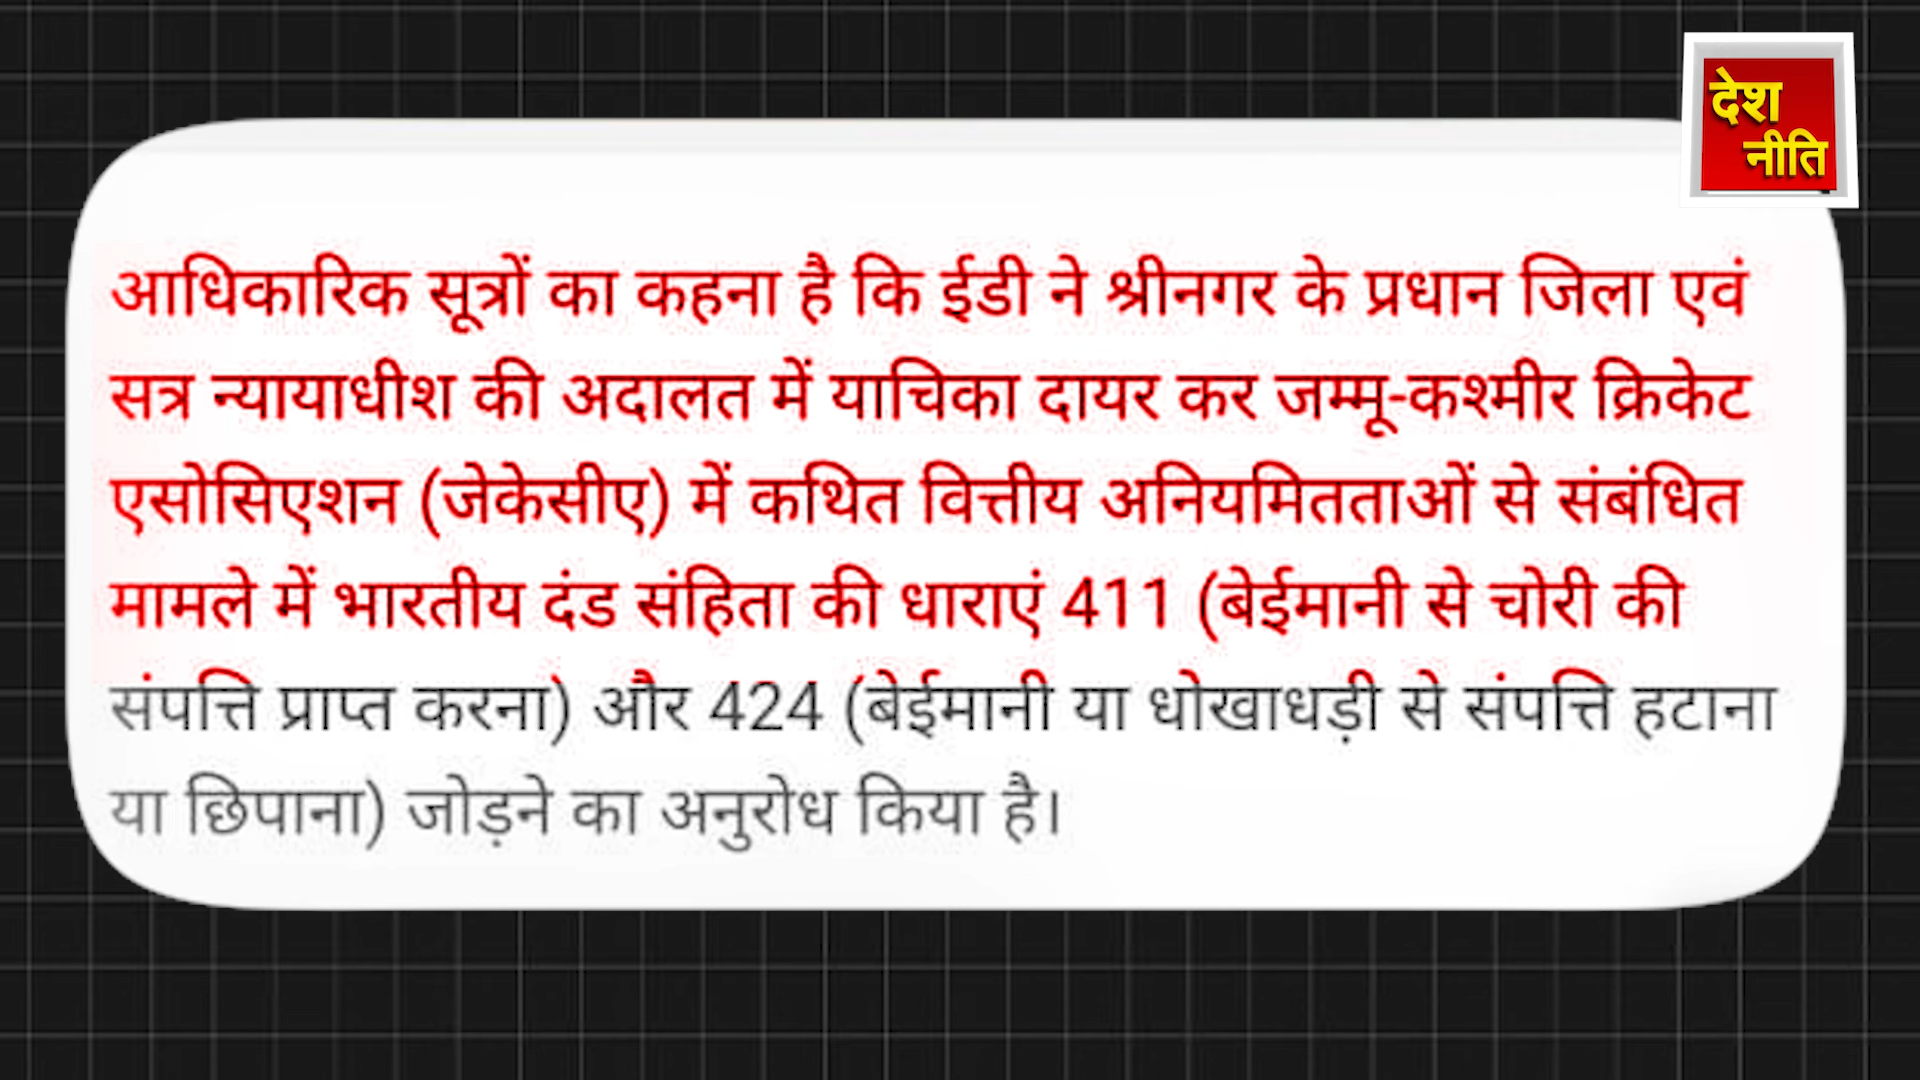 देश
नीति
आधिकारिक सूत्रों का कहना है कि ईडी ने श्रीनगर के प्रधान जिला एवं
सत्र न्यायाधीश की अदालत में याचिका दायर कर जम्मू-कश्मीर क्रिकेट
एसोसिएशन (जेकेसीए) में कथित वित्तीय अनियमितताओं से संबंधित
मामले में भारतीय दंड संहिता की धाराएं 411 (बेईमानी से चोरी की
संपत्ति प्राप्त करना) और 424 (बेईमानी या धोखाधड़ी से संपत्ति हटाना
या छिपाना) जोड़ने का अनुरोध किया है।